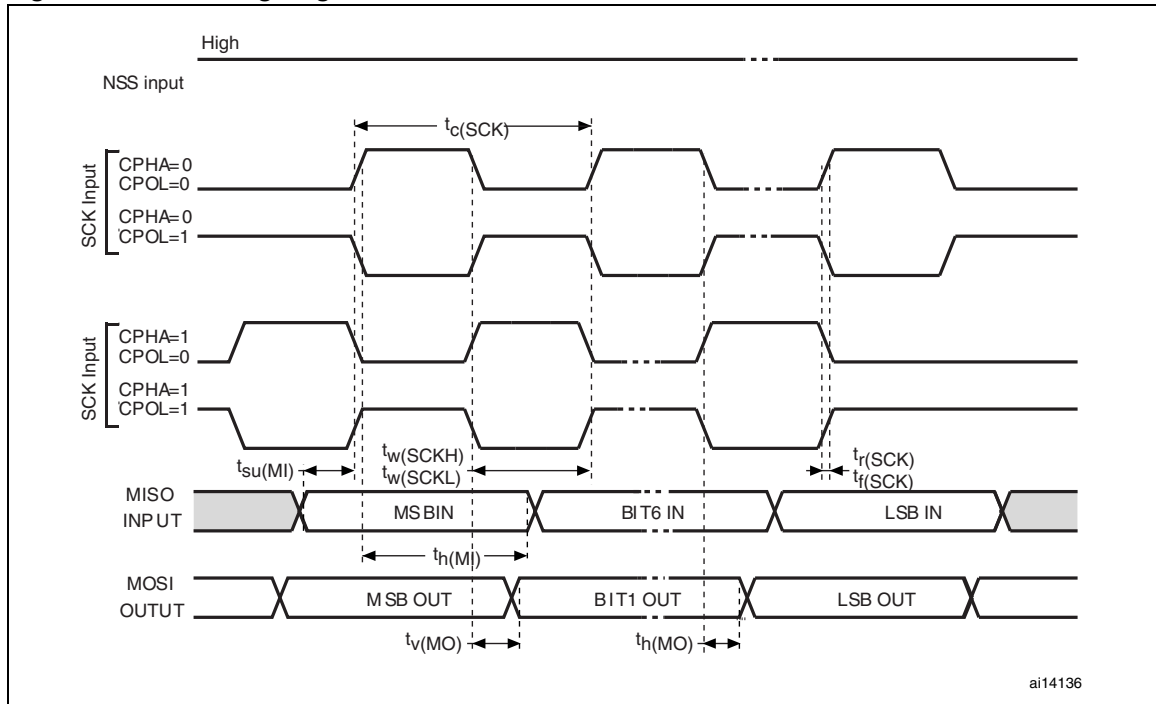 High
NSS input
tc(SCK)
SCK Input
CPHA=0
CPOL=0
CPHA=0
CPOL=1
SCK Input
CPHA=1
CPOL=0
CPHA=1
CPOL=1
tsu(MI)
tw(SCKH)
tw(SCKL)
tr(SCK)
tf(SCK)
MISO
INPUT
MSBIN
BIT6 IN
LSB IN
th(MI)
MOSI
OUTUT
MSB OUT
BIT1 OUT
LSB OUT
tv(MO)
th(MO)
ai14136